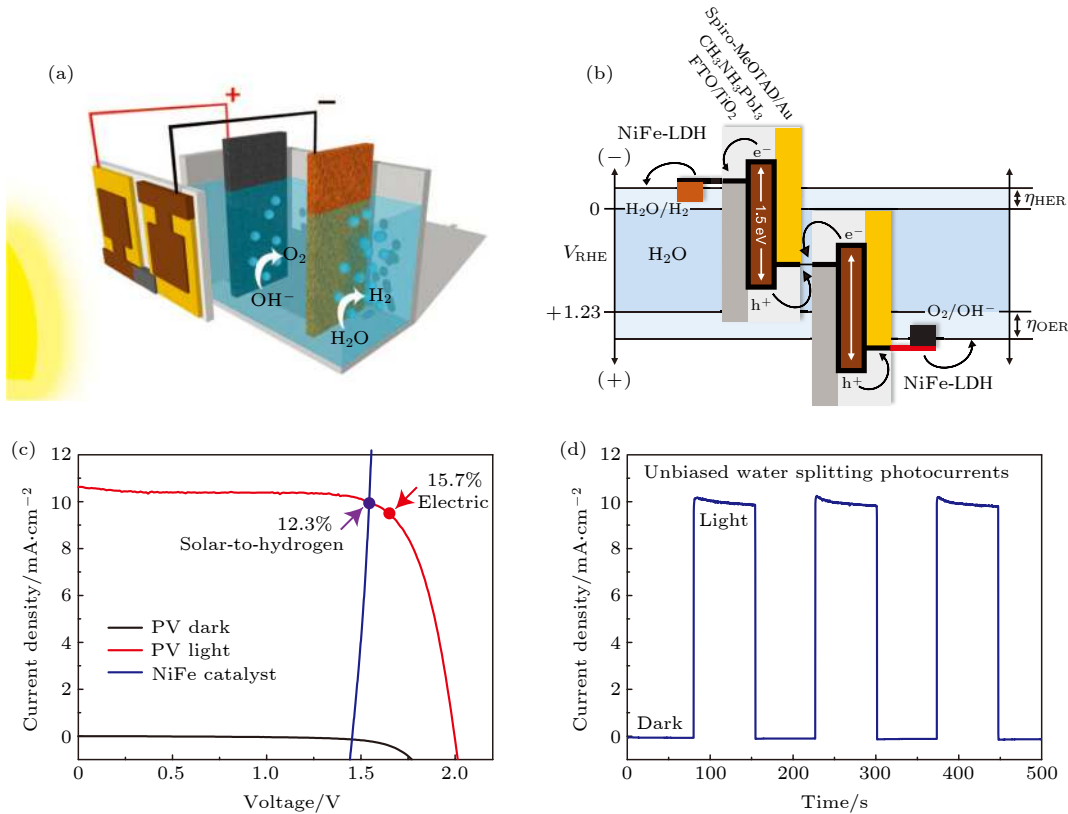 (a)
+
−
O₂
OH⁻
H₂
H₂O
(b)
Spiro-MeOTAD/Au
CH₃NH₃PbI₃
FTO/TiO₂
NiFe-LDH
(−)
e⁻
H₂O/H₂
ηHER
0
1.5 eV
e⁻
VRHE
H₂O
h⁺
+1.23
O₂/OH⁻
ηOER
(+)
h⁺
NiFe-LDH
(c)
12
10
8
6
4
2
0
Current density/mA·cm⁻²
15.7%
Electric
12.3%
Solar-to-hydrogen
PV dark
PV light
NiFe catalyst
0
0.5
1.0
1.5
2.0
Voltage/V
(d)
12
10
8
6
4
2
0
Current density/mA·cm⁻²
Unbiased water splitting photocurrents
Light
Dark
0
100
200
300
400
500
Time/s